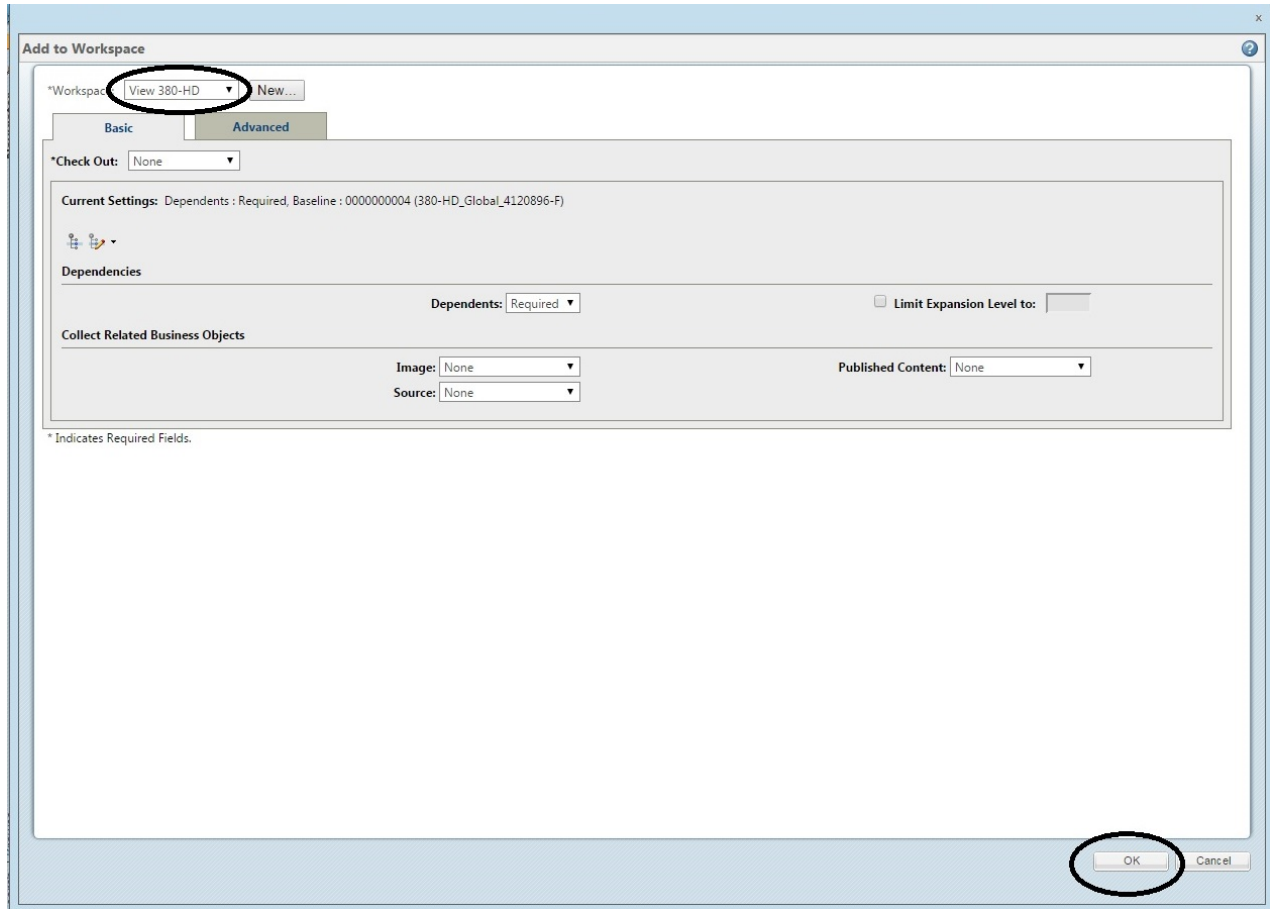 x
Add to Workspace
*Workspac View 380-HD New...
Basic Advanced
*Check Out: None
Current Settings: Dependents : Required, Baseline : 0000000004 (380-HD_Global_4120896-F)
Dependencies
Dependents: Required Limit Expansion Level to:
Collect Related Business Objects
Image: None Published Content: None
Source: None
* Indicates Required Fields.
OK Cancel